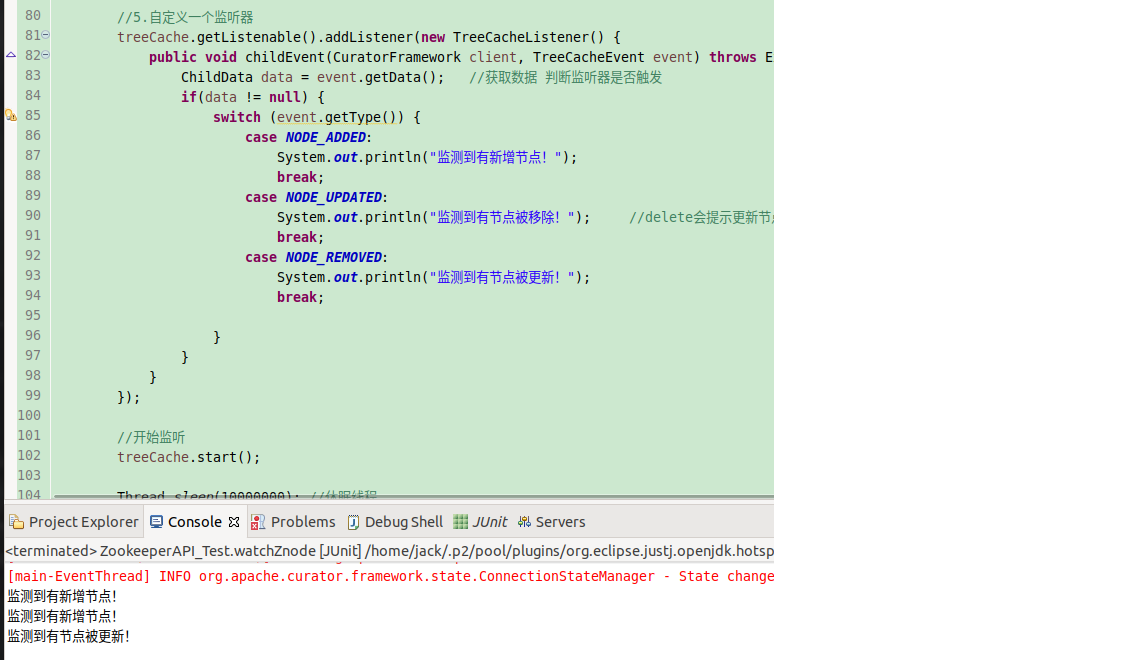 80 //5.自定义一个监听器
81 treeCache.getListenable().addListener(new TreeCacheListener() {
82 public void childEvent(CuratorFramework client, TreeCacheEvent event) throws E
83 ChildData data = event.getData(); //获取数据 判断监听器是否触发
84 if(data != null) {
85 switch (event.getType()) {
86 case NODE_ADDED:
87 System.out.println("监测到有新增节点！");
88 break;
89 case NODE_UPDATED:
90 System.out.println("监测到有节点被移除！"); //delete会提示更新节
91 break;
92 case NODE_REMOVED:
93 System.out.println("监测到有节点被更新！");
94 break;
95
96 }
97 }
98 }
99 });
100
101 //开始监听
102 treeCache.start();
103
104 Thread.sleep(10000000); //休眠线程
Project Explorer Console Problems Debug Shell JUnit Servers
<terminated> ZookeeperAPI_Test.watchZnode [JUnit] /home/jack/.p2/pool/plugins/org.eclipse.justj.openjdk.hotsp
[main-EventThread] INFO org.apache.curator.framework.state.ConnectionStateManager - State change
监测到有新增节点！
监测到有新增节点！
监测到有节点被更新！